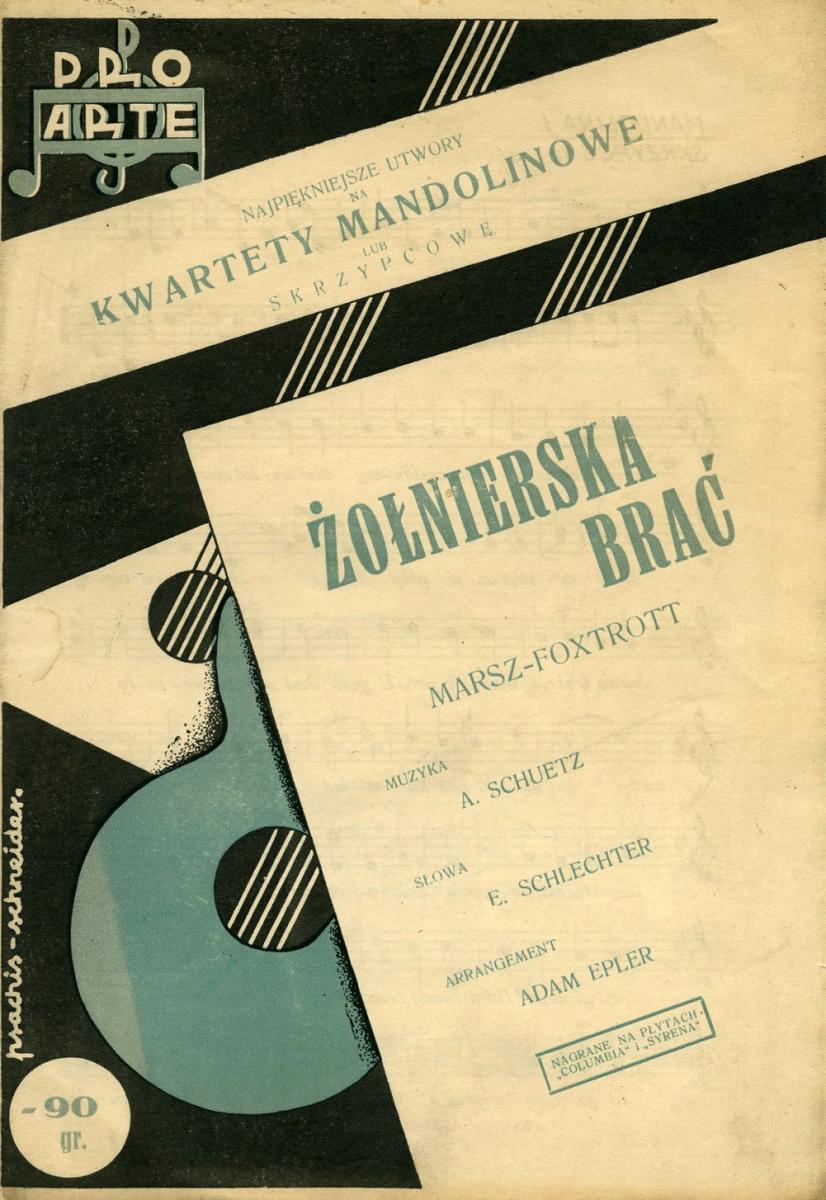 PRO
ARTE
NAJPIĘKNIEJSZE UTWORY
NA
KWARTETY MANDOLINOWE
LUB
SKRZYPCOWE
ŻOŁNIERSKA
BRAĆ
MARSZ-FOXTROTT
MUZYKA
A. SCHUETZ
SŁOWA
E. SCHLECHTER
ARRANGEMENT
ADAM EPLER
NAGRANE NA PŁYTACH
„COLUMBIA" i „SYRENA"
psachis-schneider.
-90
gr.